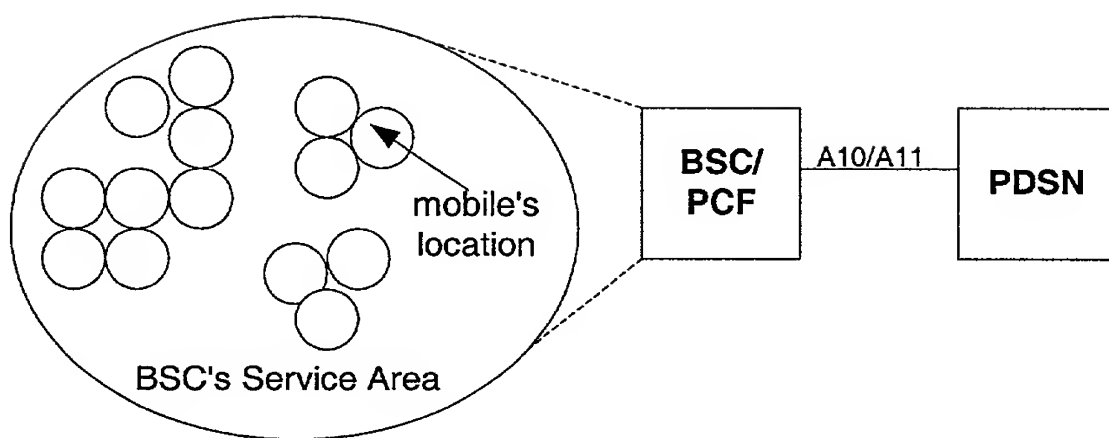 mobile's
location
BSC's Service Area
BSC/
PCF
A10/A11
PDSN